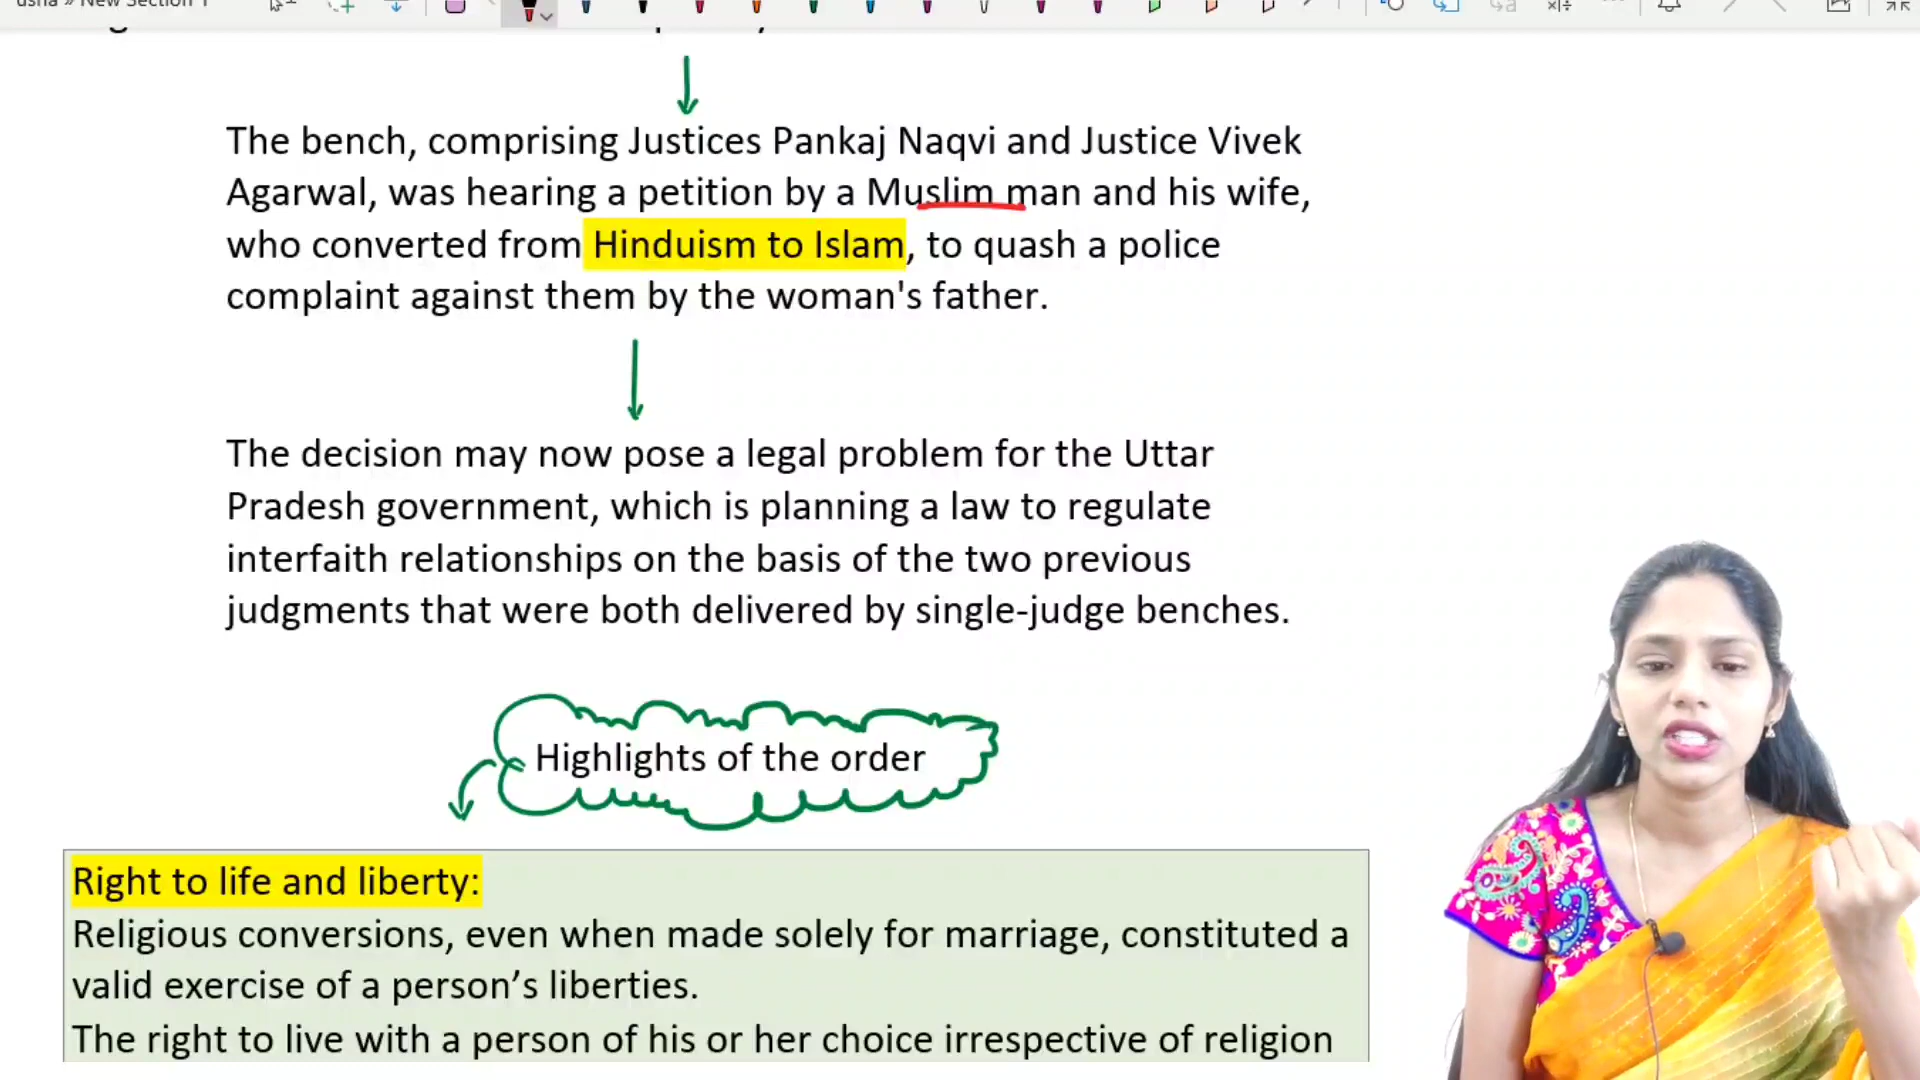 usha » New Section 1
The bench, comprising Justices Pankaj Naqvi and Justice Vivek
Agarwal, was hearing a petition by a Muslim man and his wife,
who converted from Hinduism to Islam, to quash a police
complaint against them by the woman's father.
The decision may now pose a legal problem for the Uttar
Pradesh government, which is planning a law to regulate
interfaith relationships on the basis of the two previous
judgments that were both delivered by single-judge benches.
Highlights of the order
Right to life and liberty:
Religious conversions, even when made solely for marriage, constituted a
valid exercise of a person’s liberties.
The right to live with a person of his or her choice irrespective of religion